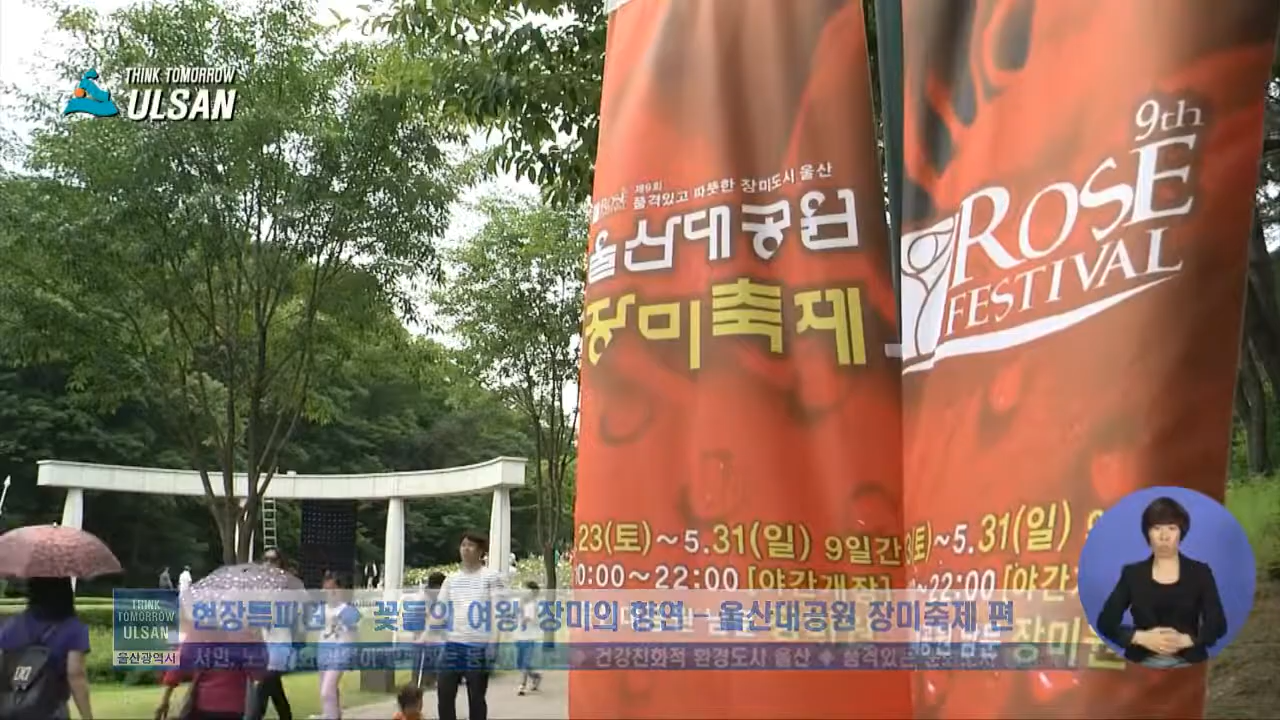 THINK TOMORROW
ULSAN
제9회
품격있고 따뜻한 장미도시 울산
울산대공원
장미축제
23(토)~5.31(일) 9일간
0:00~22:00 [야간개장]
9th
ROSE
FESTIVAL
~5.31(일)
~22:00 [야간
남문 장미원
THINK
TOMORROW
ULSAN
울산광역시
현장특파원 꽃들의 여왕, 장미의 향연 - 울산대공원 장미축제 편
건강친화적 환경도시 울산 ◆ 품격있는